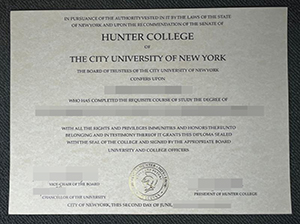 IN PURSUANCE OF THE AUTHORITY VESTED IN IT BY THE LAWS OF THE STATE
OF NEW YORK AND UPON THE RECOMMENDATION OF THE SENATE OF
HUNTER COLLEGE
OF
THE CITY UNIVERSITY OF NEW YORK
THE BOARD OF TRUSTEES OF THE CITY UNIVERSITY OF NEW YORK
CONFERS UPON
WHO HAS COMPLETED THE REQUISITE COURSE OF STUDY THE DEGREE OF
WITH ALL THE RIGHTS AND PRIVILEGES IMMUNITIES AND HONORS THEREUNTO
BELONGING AND IN TESTIMONY THEREOF IT GRANTS THIS DIPLOMA SEALED
WITH THE SEAL OF THE COLLEGE AND SIGNED BY THE APPROPRIATE BOARD
UNIVERSITY AND COLLEGE OFFICERS.
VICE-CHAIR OF THE BOARD
CHANCELLOR OF THE UNIVERSITY
PRESIDENT OF HUNTER COLLEGE
CITY OF NEW YORK, THIS SECOND DAY OF JUNE,